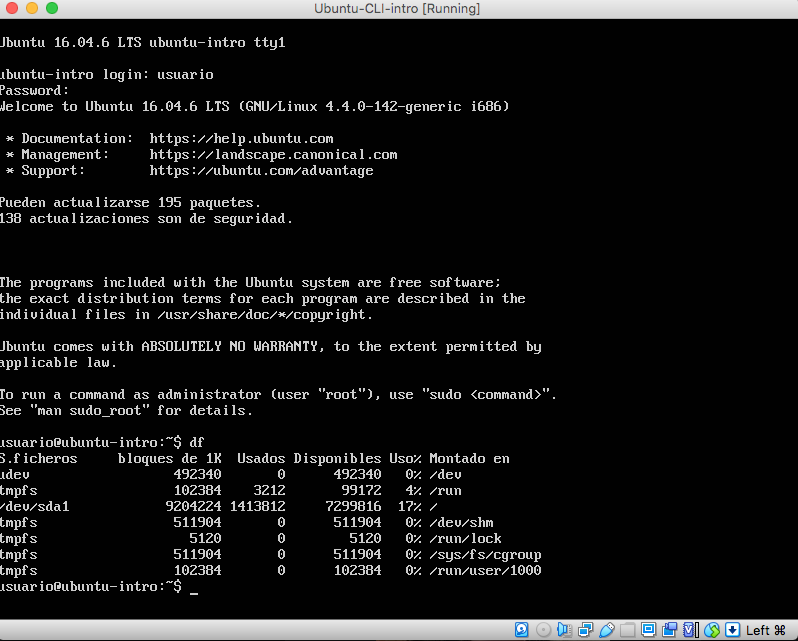 Ubuntu-CLI-intro [Running]
Ubuntu 16.04.6 LTS ubuntu-intro tty1
ubuntu-intro login: usuario
Password:
Welcome to Ubuntu 16.04.6 LTS (GNU/Linux 4.4.0-142-generic i686)
* Documentation:  https://help.ubuntu.com
* Management:     https://landscape.canonical.com
* Support:        https://ubuntu.com/advantage
Pueden actualizarse 195 paquetes.
138 actualizaciones son de seguridad.
The programs included with the Ubuntu system are free software;
the exact distribution terms for each program are described in the
individual files in /usr/share/doc/*/copyright.
Ubuntu comes with ABSOLUTELY NO WARRANTY, to the extent permitted by
applicable law.
To run a command as administrator (user "root"), use "sudo <command>".
See "man sudo_root" for details.
usuario@ubuntu-intro:~$ df
S.ficheros     bloques de 1K  Usados Disponibles Uso% Montado en
udev                  492340       0      492340   0% /dev
tmpfs                 102384    3212       99172   4% /run
/dev/sda1            9204224 1413812     7299816  17% /
tmpfs                 511904       0      511904   0% /dev/shm
tmpfs                   5120       0        5120   0% /run/lock
tmpfs                 511904       0      511904   0% /sys/fs/cgroup
tmpfs                 102384       0      102384   0% /run/user/1000
usuario@ubuntu-intro:~$ _
Left ⌘